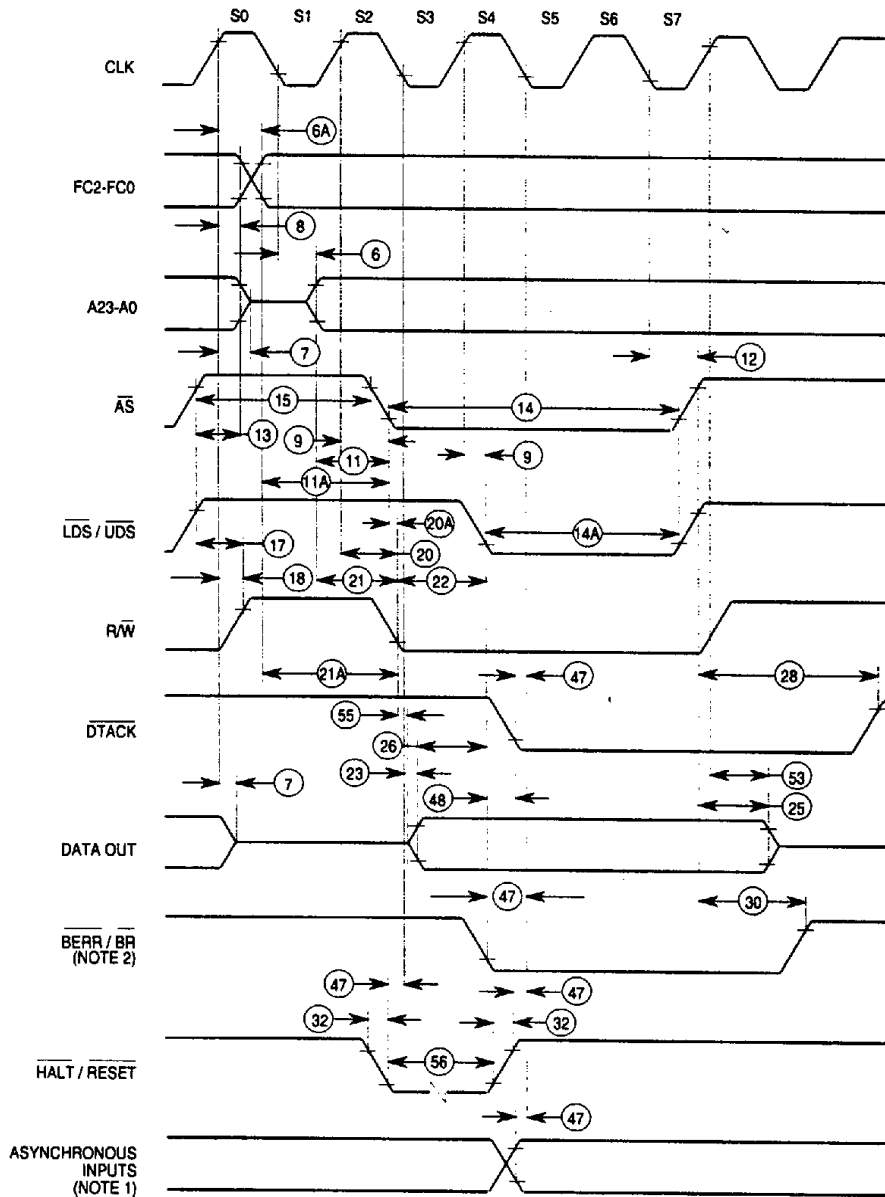 S0 S1 S2 S3 S4 S5 S6 S7
CLK
6A
FC2-FC0
8
6
A23-A0
7
12
AS
15
14
13
9
9
11
11A
LDS / UDS
20A
14A
17
20
18
21
22
R/W
21A
47
28
DTACK
55
26
23
7
53
48
25
DATA OUT
47
30
BERR / BR
(NOTE 2)
47
47
32
32
56
HALT / RESET
47
ASYNCHRONOUS
INPUTS
(NOTE 1)